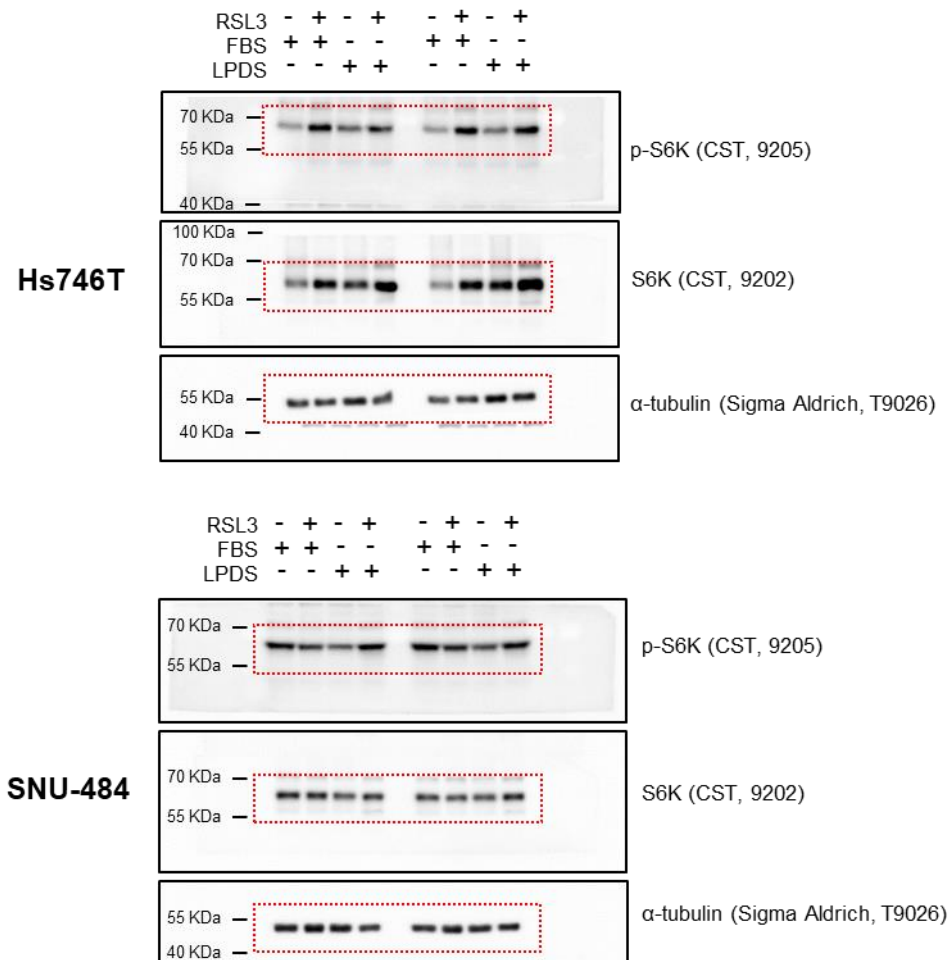 RSL3 - + - + - + - +
FBS + + - - + + - -
LPDS - - + + - - + +
70 KDa
55 KDa
40 KDa
p-S6K (CST, 9205)
Hs746T
100 KDa
70 KDa
55 KDa
S6K (CST, 9202)
55 KDa
40 KDa
α-tubulin (Sigma Aldrich, T9026)
RSL3 - + - + - + - +
FBS + + - - + + - -
LPDS - - + + - - + +
70 KDa
55 KDa
p-S6K (CST, 9205)
SNU-484
70 KDa
55 KDa
S6K (CST, 9202)
55 KDa
40 KDa
α-tubulin (Sigma Aldrich, T9026)